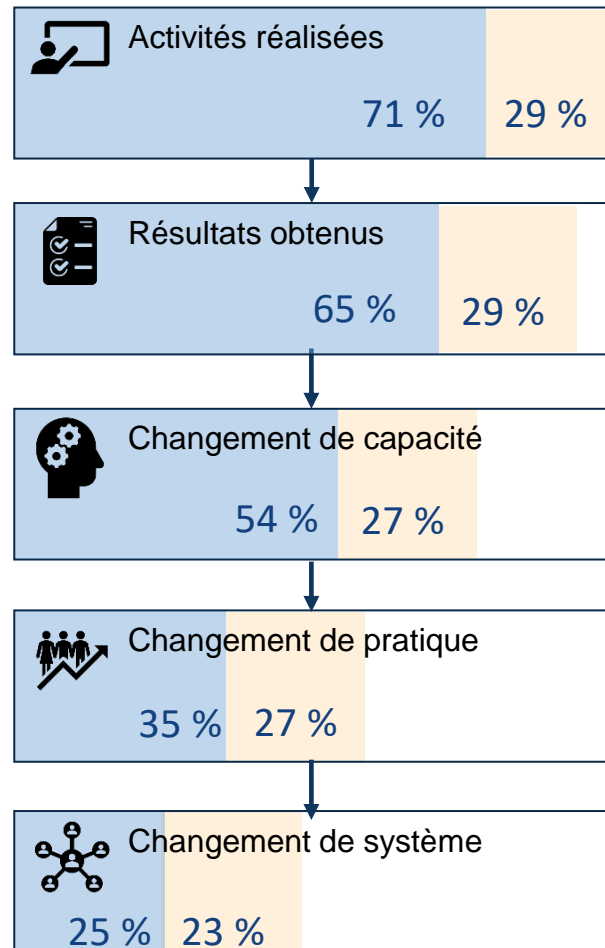 Activités réalisées
71 % 29 %
Résultats obtenus
65 % 29 %
Changement de capacité
54 % 27 %
Changement de pratique
35 % 27 %
Changement de système
25 % 23 %